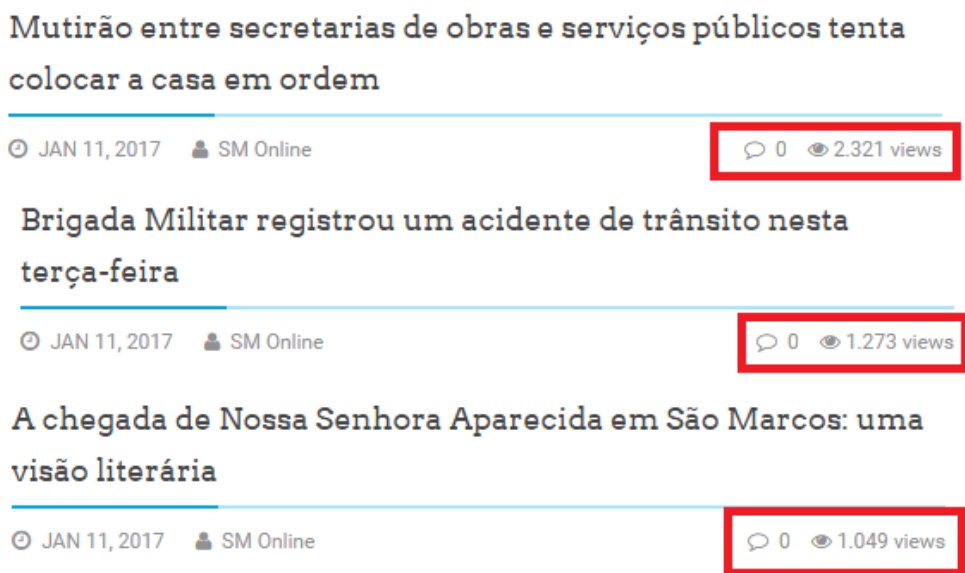 Mutirão entre secretarias de obras e serviços públicos tenta
colocar a casa em ordem
JAN 11, 2017 SM Online 0 2.321 views
Brigada Militar registrou um acidente de trânsito nesta
terça-feira
JAN 11, 2017 SM Online 0 1.273 views
A chegada de Nossa Senhora Aparecida em São Marcos: uma
visão literária
JAN 11, 2017 SM Online 0 1.049 views